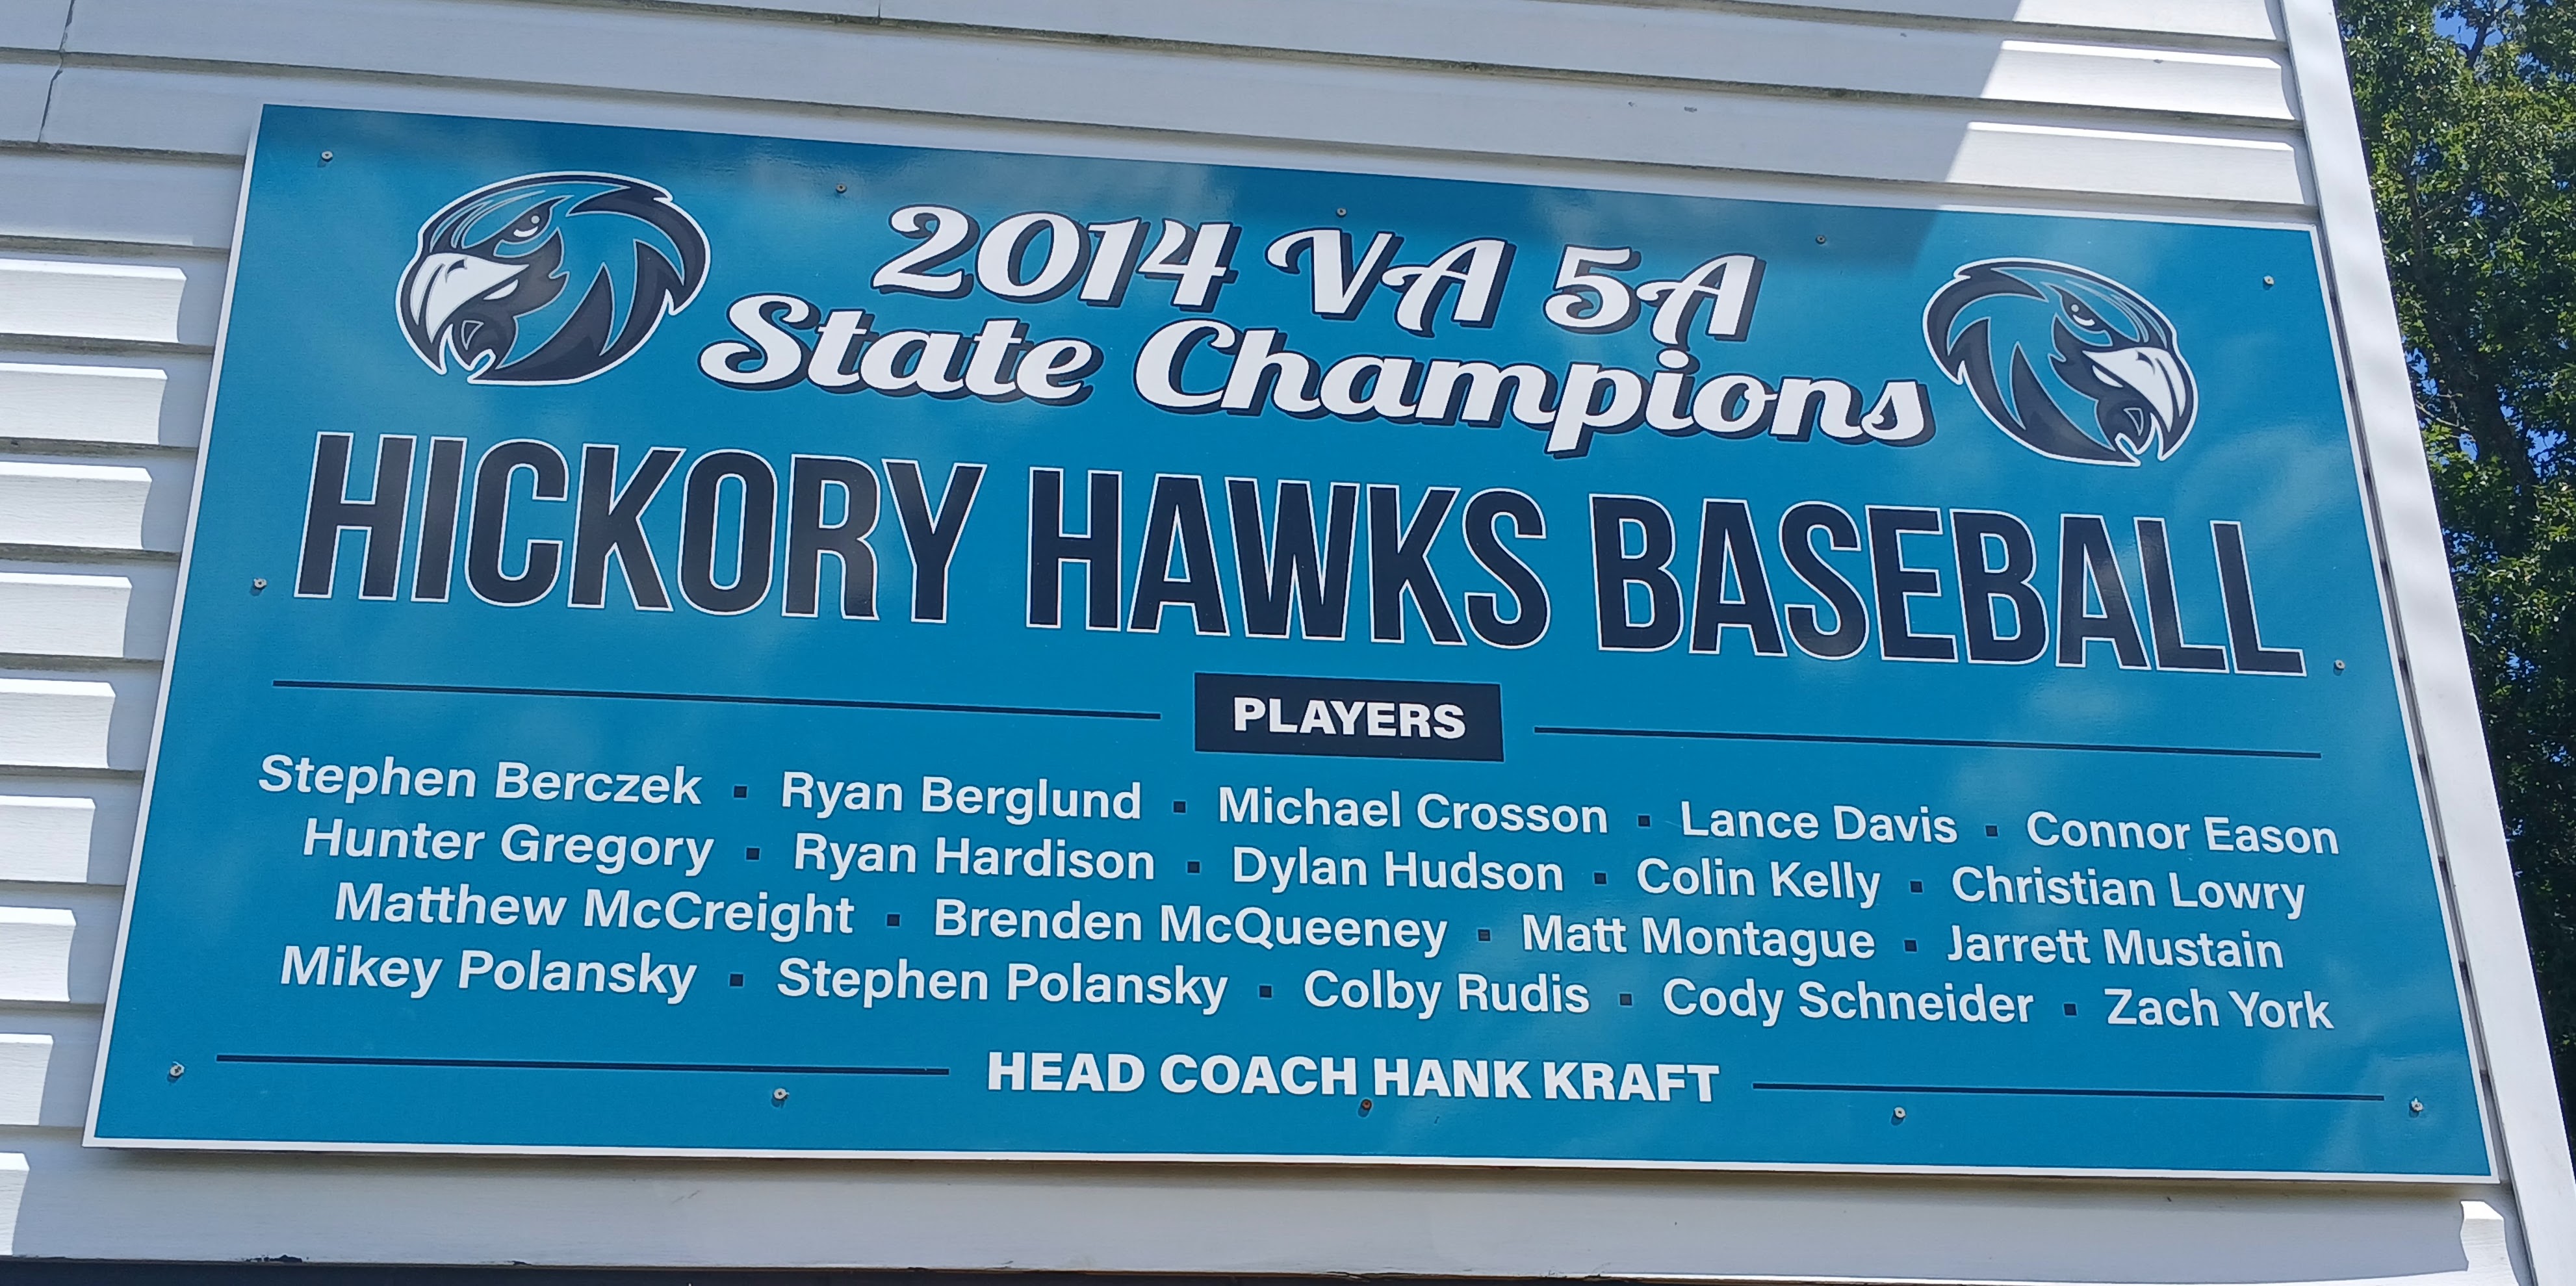 2014 VA 5A
State Champions
HICKORY HAWKS BASEBALL
PLAYERS
Stephen Berczek ▪ Ryan Berglund ▪ Michael Crosson ▪ Lance Davis ▪ Connor Eason
Hunter Gregory ▪ Ryan Hardison ▪ Dylan Hudson ▪ Colin Kelly ▪ Christian Lowry
Matthew McCreight ▪ Brenden McQueeney ▪ Matt Montague ▪ Jarrett Mustain
Mikey Polansky ▪ Stephen Polansky ▪ Colby Rudis ▪ Cody Schneider ▪ Zach York
HEAD COACH HANK KRAFT